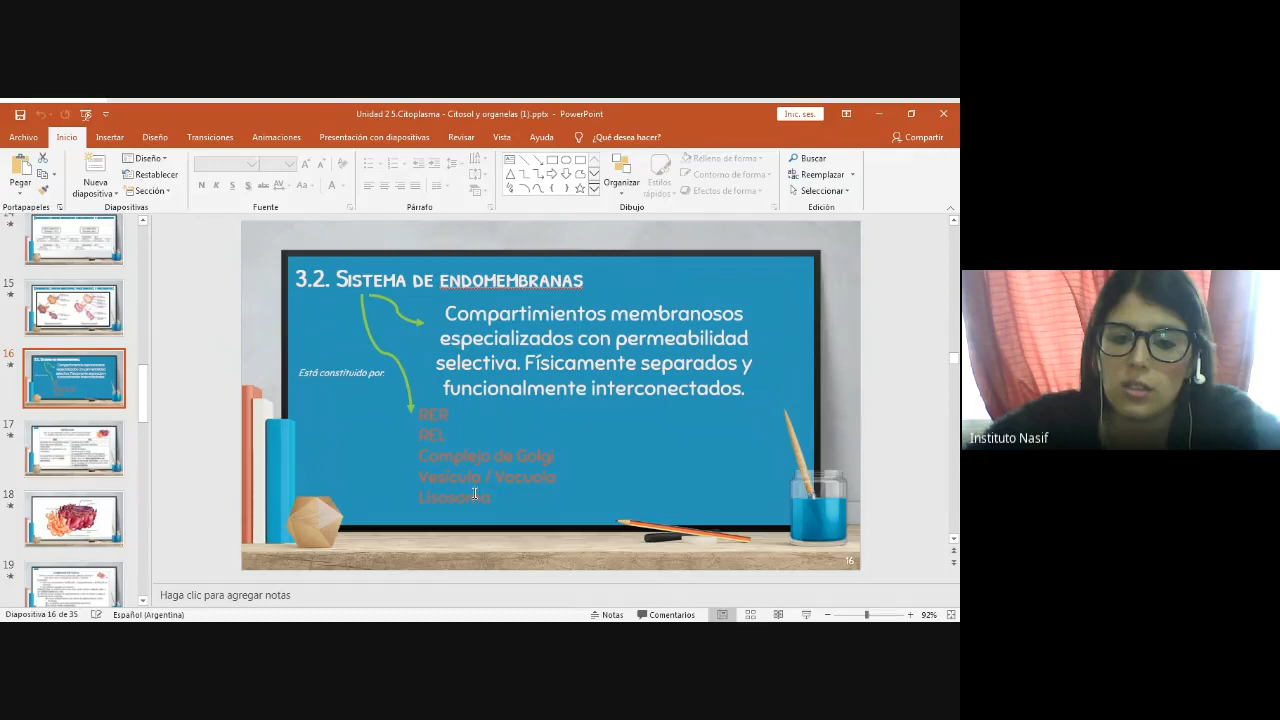 Unidad 2 5.Citoplasma - Citosol y organelas (1).pptx - PowerPoint
Inic. ses.
Archivo Inicio Insertar Diseño Transiciones Animaciones Presentación con diapositivas Revisar Vista Ayuda ¿Qué desea hacer? Compartir
Pegar
Nueva diapositiva
Diseño
Restablecer
Sección
N K S S abc AV Aa A
Organizar
Estilos rápidos
Relleno de forma
Contorno de forma
Efectos de forma
Buscar
Reemplazar
Seleccionar
Portapapeles Diapositivas Fuente Párrafo Dibujo Edición
15
16
17
18
19
3.2. SISTEMA DE ENDOMEMBRANAS
Compartimientos membranosos
especializados con permeabilidad
selectiva. Físicamente separados y
funcionalmente interconectados.
Está constituido por:
RER
REL
Complejo de Golgi
Vesícula / Vacuola
Lisosoma
16
Instituto Nasif
Haga clic para agregar notas
Diapositiva 16 de 35 Español (Argentina) Notas Comentarios 92%